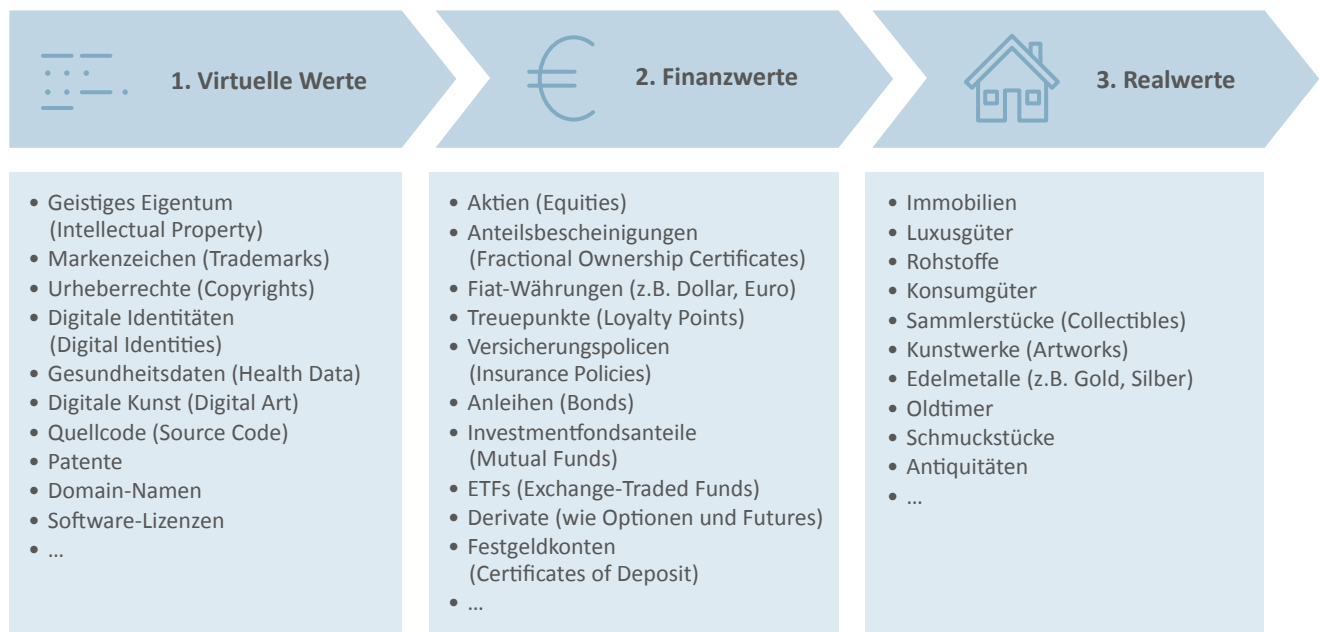 1. Virtuelle Werte
• Geistiges Eigentum
(Intellectual Property)
• Markenzeichen (Trademarks)
• Urheberrechte (Copyrights)
• Digitale Identitäten
(Digital Identities)
• Gesundheitsdaten (Health Data)
• Digitale Kunst (Digital Art)
• Quellcode (Source Code)
• Patente
• Domain-Namen
• Software-Lizenzen
• ...
2. Finanzwerte
• Aktien (Equities)
• Anteilsbescheinigungen
(Fractional Ownership Certificates)
• Fiat-Währungen (z.B. Dollar, Euro)
• Treuepunkte (Loyalty Points)
• Versicherungspolicen
(Insurance Policies)
• Anleihen (Bonds)
• Investmentfondsanteile
(Mutual Funds)
• ETFs (Exchange-Traded Funds)
• Derivate (wie Optionen und Futures)
• Festgeldkonten
(Certificates of Deposit)
• ...
3. Realwerte
• Immobilien
• Luxusgüter
• Rohstoffe
• Konsumgüter
• Sammlerstücke (Collectibles)
• Kunstwerke (Artworks)
• Edelmetalle (z.B. Gold, Silber)
• Oldtimer
• Schmuckstücke
• Antiquitäten
• ...